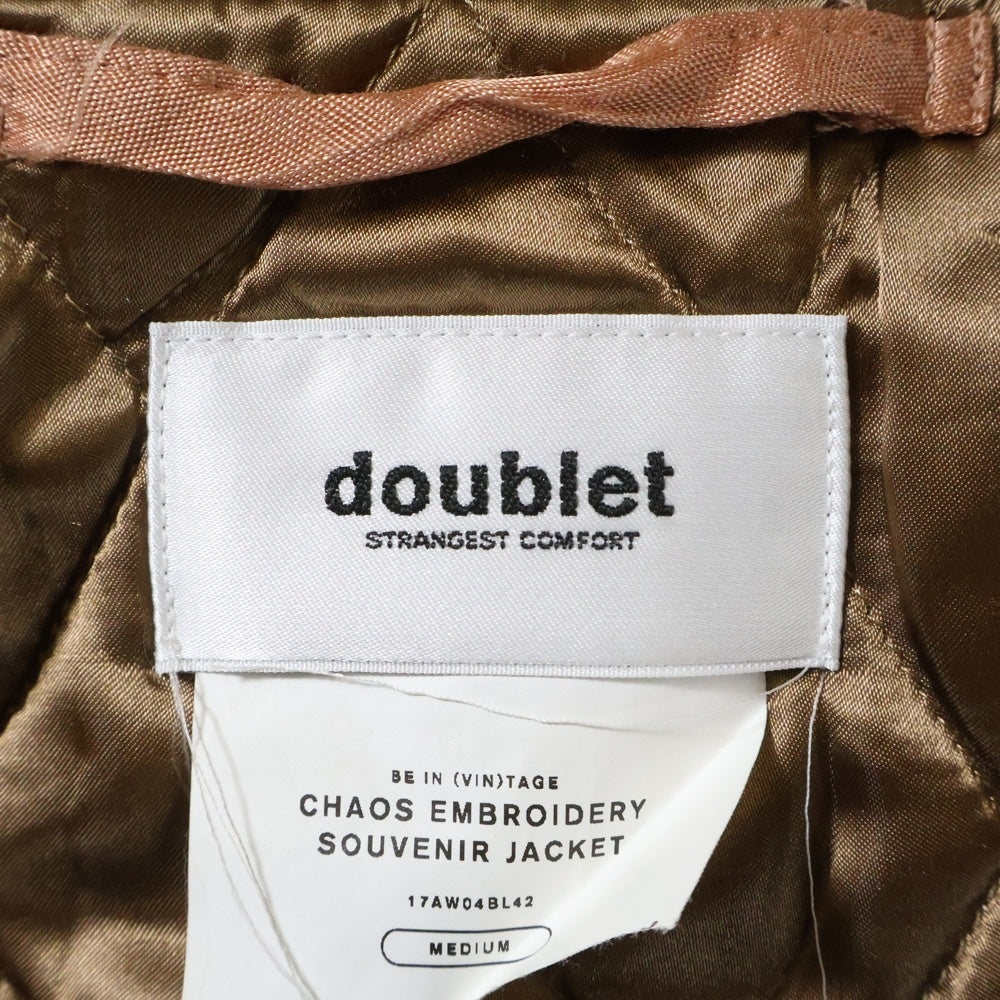 doublet
STRANGEST COMFORT
BE IN (VIN)TAGE
CHAOS EMBROIDERY
SOUVENIR JACKET
17AW04BL42
MEDIUM